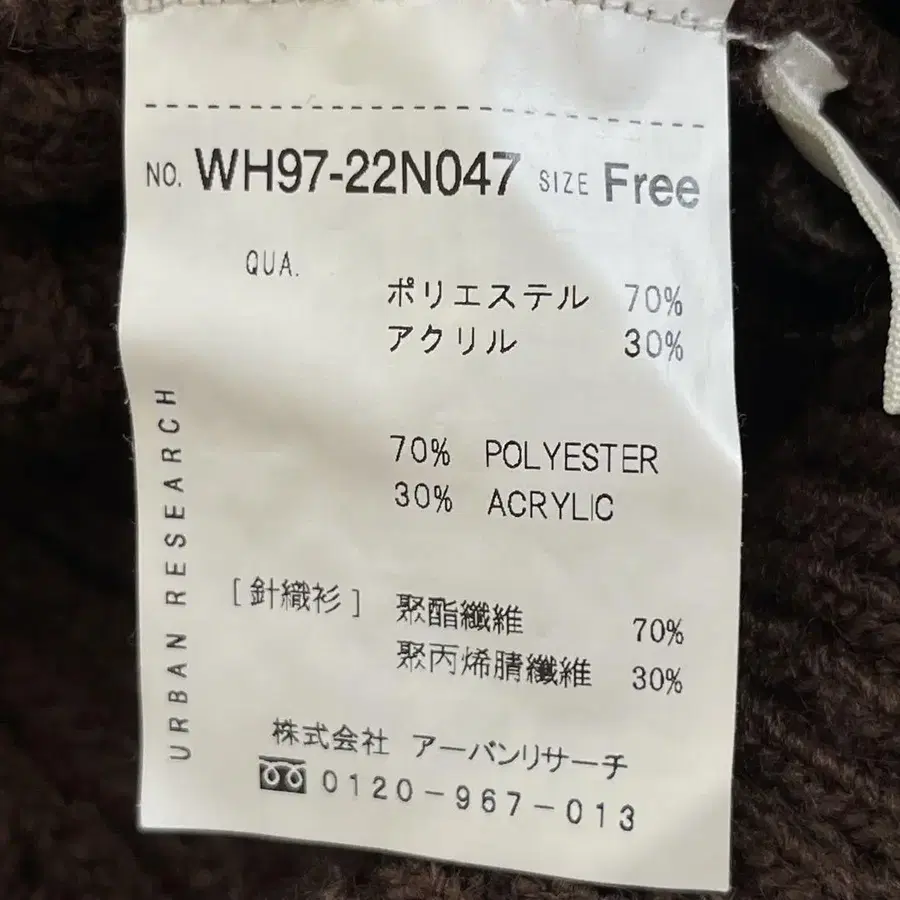 NO. WH97-22N047 SIZE Free
QUA.
ポリエステル 70%
アクリル 30%
70% POLYESTER
30% ACRYLIC
[針織衫] 聚酯纖維 70%
聚丙烯腈纖維 30%
URBAN RESEARCH
株式会社 アーバンリサーチ
0120-967-013